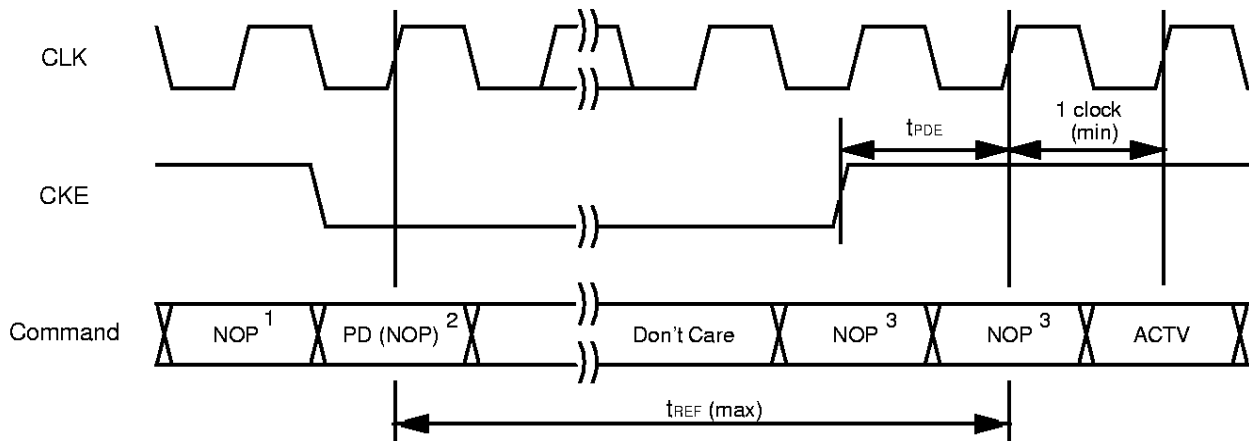 CLK
tPDE
1 clock
(min)
CKE
Command
NOP 1
PD (NOP) 2
Don't Care
NOP 3
NOP 3
ACTV
tREF (max)